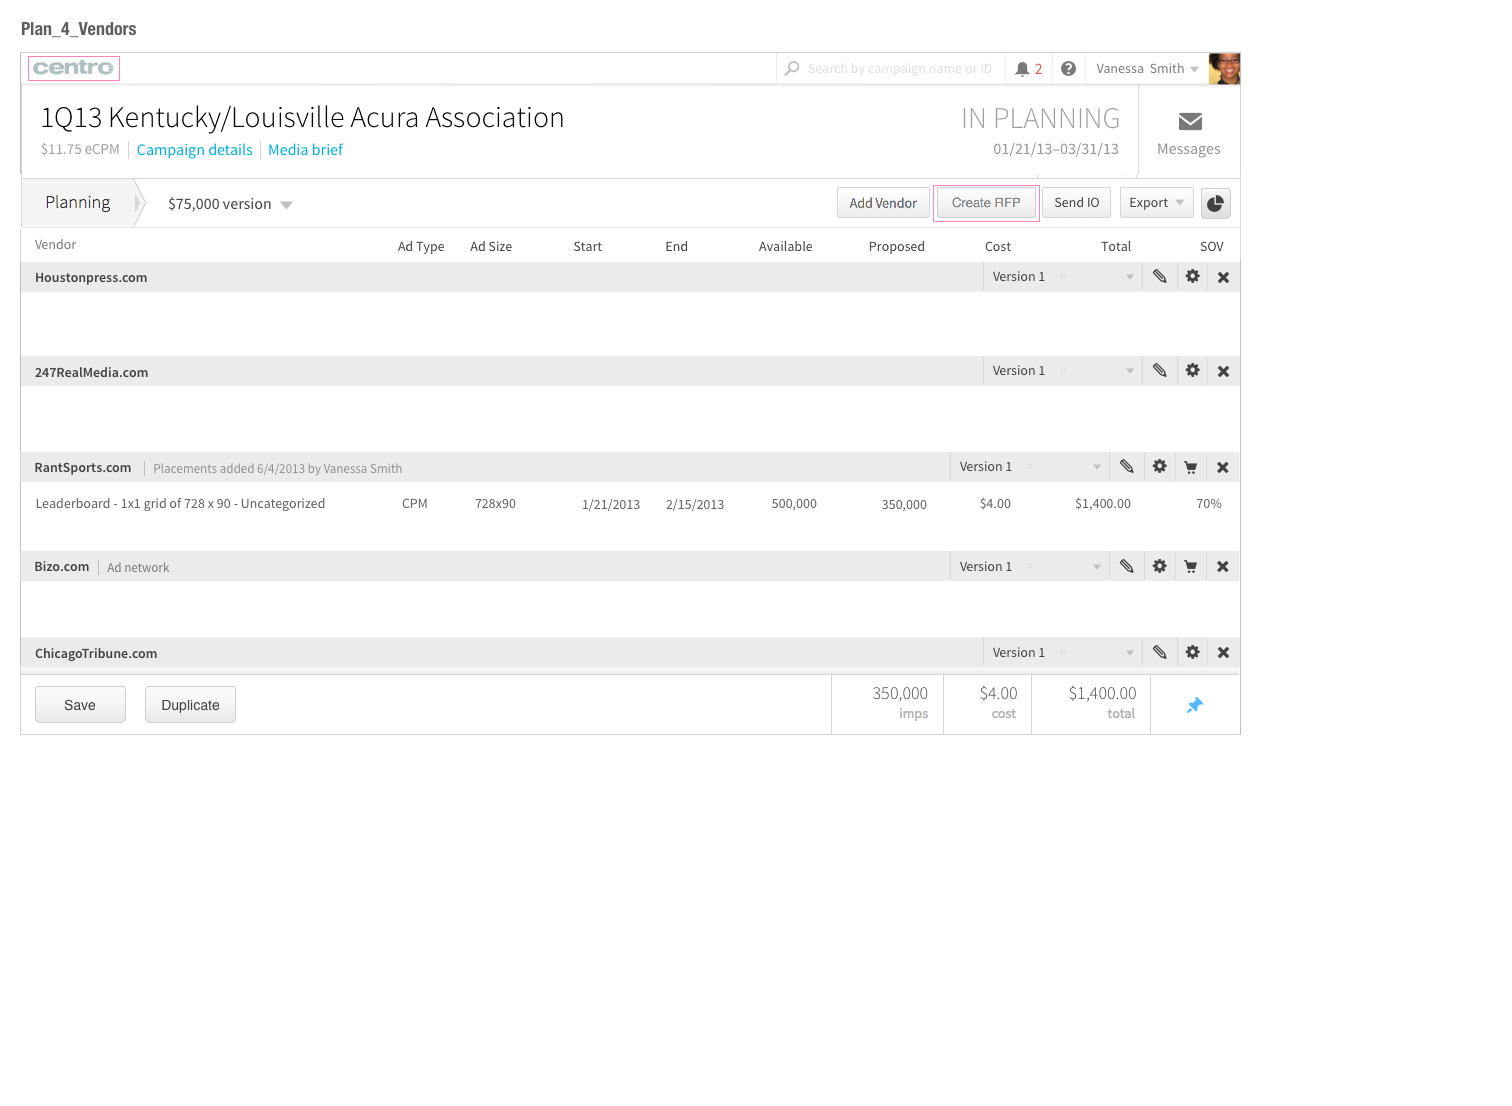 Plan_4_Vendors
centro
Search by campaign name or ID
2
?
Vanessa Smith
1Q13 Kentucky/Louisville Acura Association
IN PLANNING
$11.75 eCPM
Campaign details
Media brief
01/21/13–03/31/13
Messages
Planning
$75,000 version
Add Vendor
Create RFP
Send IO
Export
Vendor Ad Type Ad Size Start End Available Proposed Cost Total SOV
Houstonpress.com
Version 1
247RealMedia.com
Version 1
RantSports.com
Placements added 6/4/2013 by Vanessa Smith
Version 1
Leaderboard - 1x1 grid of 728 x 90 - Uncategorized CPM 728x90 1/21/2013 2/15/2013 500,000 350,000 $4.00 $1,400.00 70%
Bizo.com
Ad network
Version 1
ChicagoTribune.com
Version 1
Save
Duplicate
350,000 $4.00 $1,400.00
imps cost total